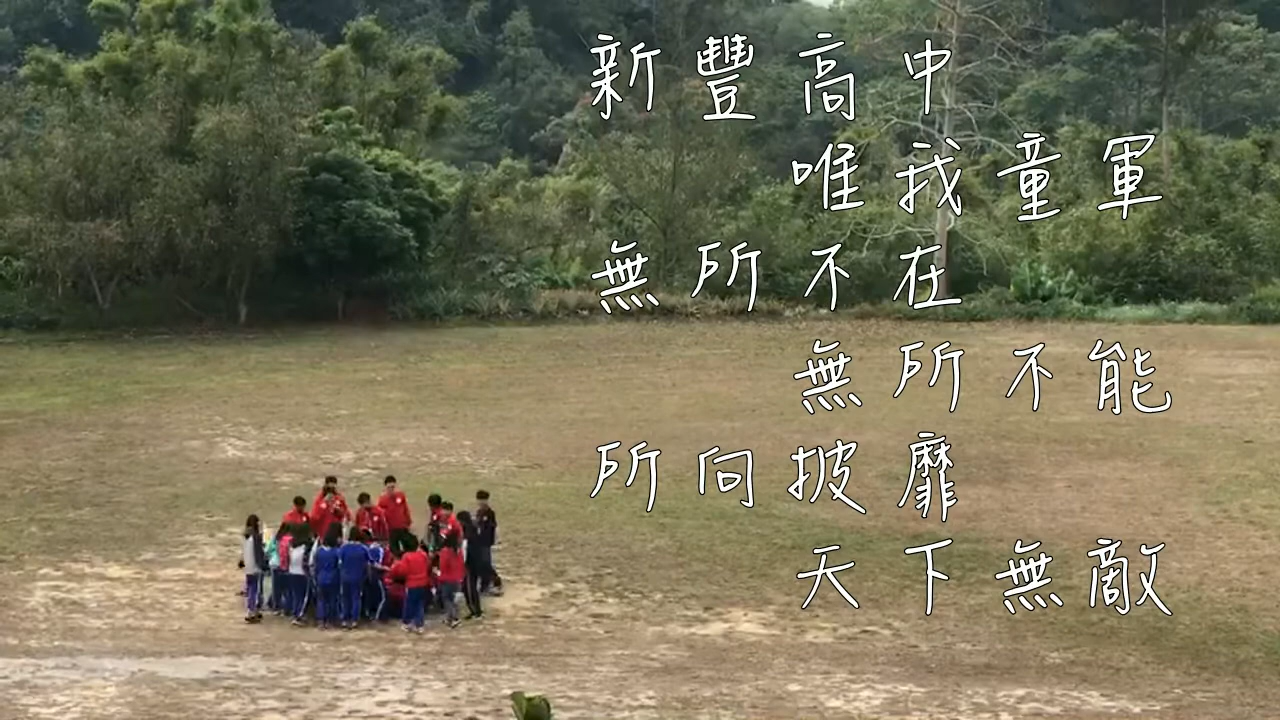 新豐高中
唯我童軍
無所不在
無所不能
所向披靡
天下無敵